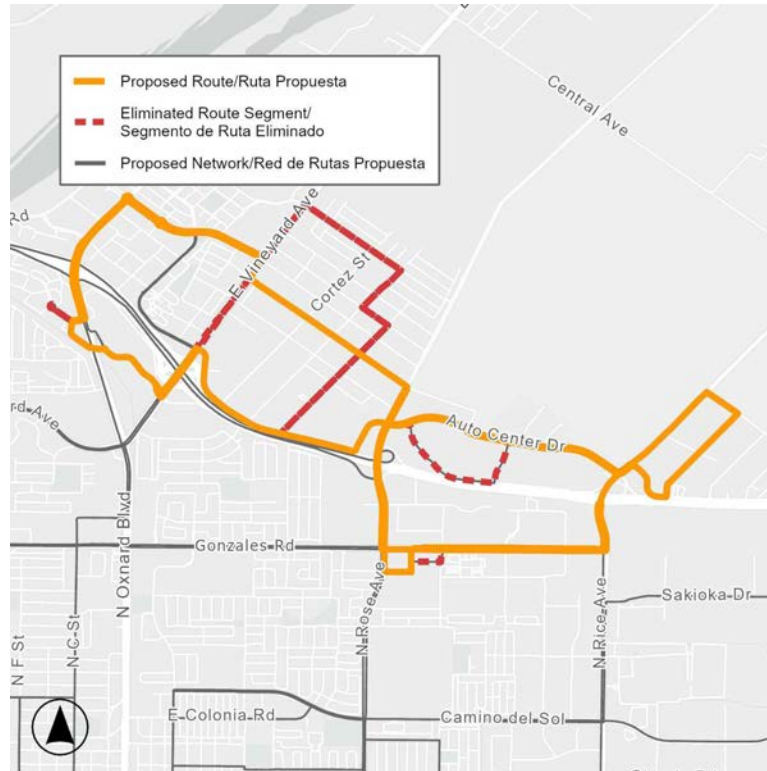 Proposed Route/Ruta Propuesta
Eliminated Route Segment/
Segmento de Ruta Eliminado
Proposed Network/Red de Rutas Propuesta
Central Ave
Rd
E Vineyard Ave
Cortez St
rd Ave
Auto Center Dr
N Oxnard Blvd
Gonzales Rd
N Rose Ave
N Rice Ave
Sakioka Dr
N F St
N C St
E Colonia Rd
Camino del Sol